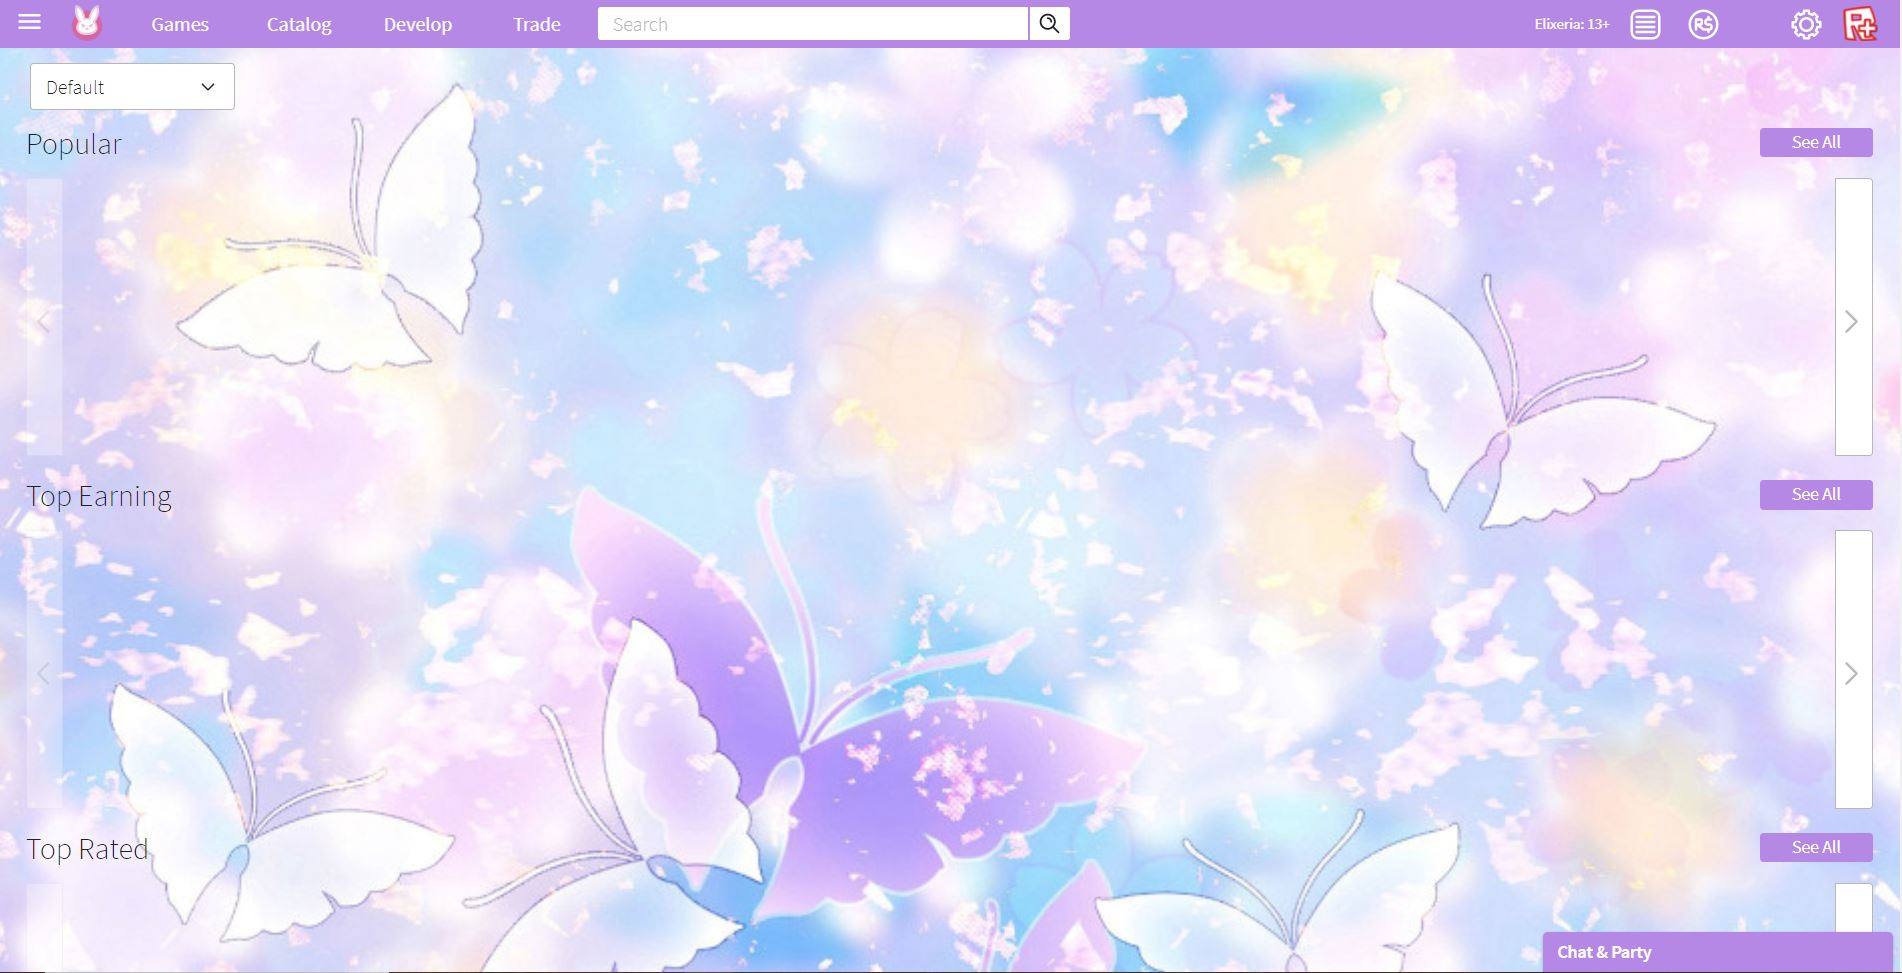 Games Catalog Develop Trade Search Elixeria: 13+ R$ R+
Default
Popular See All
Top Earning See All
Top Rated See All
Chat & Party